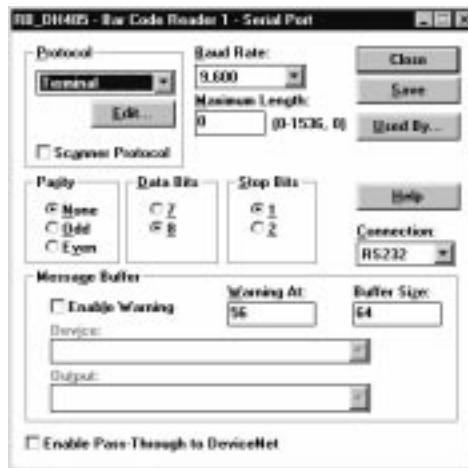 RB_DH485 - Bar Code Reader 1 - Serial Port
Protocol
Terminal
Edit...
Scanner Protocol
Baud Rate:
9,600
Maximum Length:
0 (0-1536, 0)
Close
Save
Used By...
Parity
None
Odd
Even
Data Bits
7
8
Stop Bits
1
2
Help
Connection:
RS232
Message Buffer
Enable Warning
Warning At:
56
Buffer Size:
64
Device:
Output:
Enable Pass-Through to DeviceNet